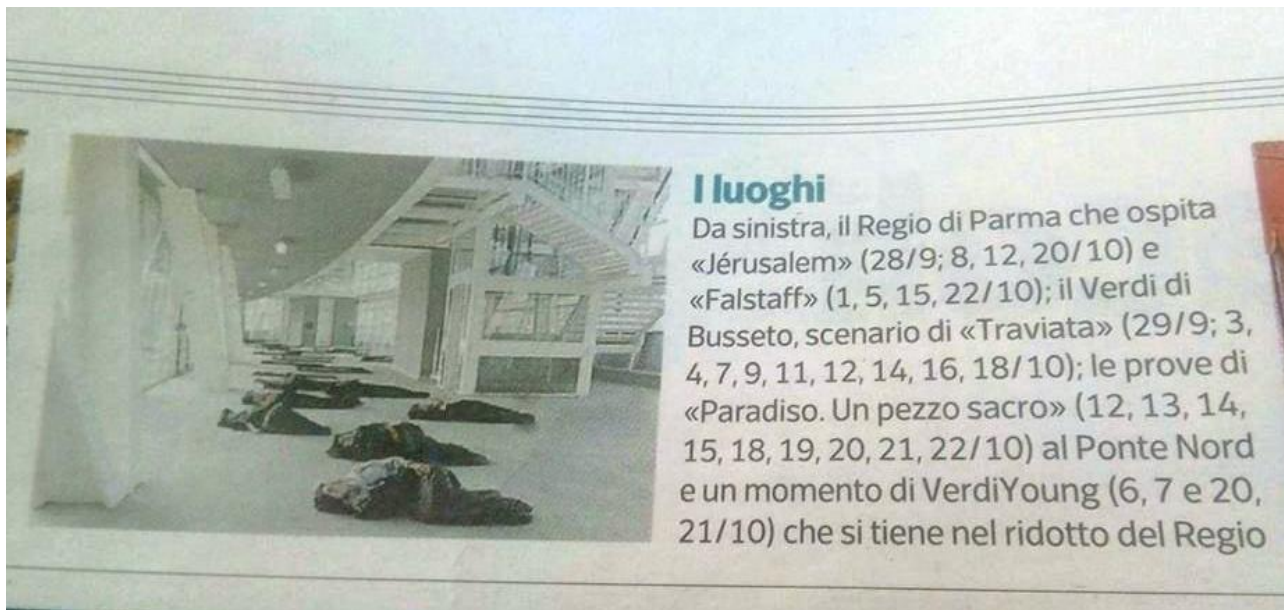 I luoghi
Da sinistra, il Regio di Parma che ospita
«Jérusalem» (28/9; 8, 12, 20/10) e
«Falstaff» (1, 5, 15, 22/10); il Verdi di
Busseto, scenario di «Traviata» (29/9; 3,
4, 7, 9, 11, 12, 14, 16, 18/10); le prove di
«Paradiso. Un pezzo sacro» (12, 13, 14,
15, 18, 19, 20, 21, 22/10) al Ponte Nord
e un momento di VerdiYoung (6, 7 e 20,
21/10) che si tiene nel ridotto del Regio